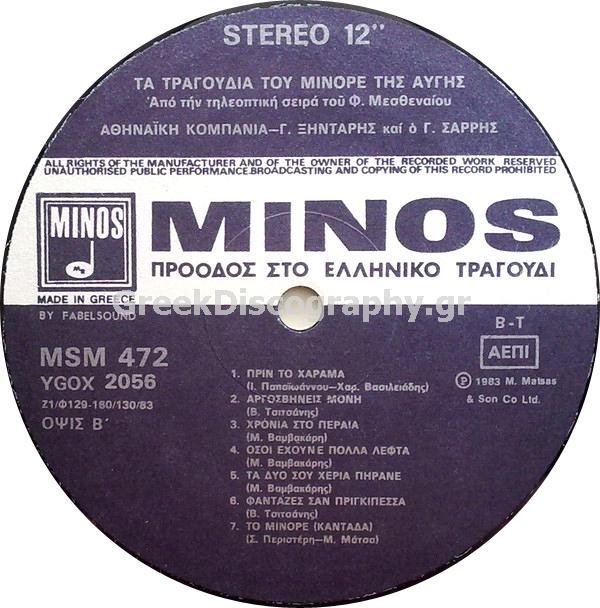 STEREO 12"
ΤΑ ΤΡΑΓΟΥΔΙΑ ΤΟΥ ΜΙΝΟΡΕ ΤΗΣ ΑΥΓΗΣ
Ἀπό τήν τηλεοπτική σειρά τοῦ Φ. Μεσθεναίου
ΑΘΗΝΑΪΚΗ ΚΟΜΠΑΝΙΑ–Γ. ΞΗΝΤΑΡΗΣ καί ὁ Γ. ΣΑΡΡΗΣ
ALL RIGHTS OF THE MANUFACTURER AND OF THE OWNER OF THE RECORDED WORK RESERVED
UNAUTHORISED PUBLIC PERFORMANCE.BROADCASTING AND COPYING OF THIS RECORD PROHIBITED
MINOS
MINOS
ΠΡΟΟΔΟΣ ΣΤΟ ΕΛΛΗΝΙΚΟ ΤΡΑΓΟΥΔΙ
MADE IN GREECE
GreekDiscography.gr
BY FABELSOUND
B-T
MSM 472
ΑΕΠΙ
YGOX 2056
Ⓟ 1983 M. Matsas
& Son Co Ltd.
Ζ1/Φ129-160/130/83
ΟΨΙΣ Β΄
1. ΠΡΙΝ ΤΟ ΧΑΡΑΜΑ
(Ι. Παπαϊωάννου–Χαρ. Βασιλειάδης)
2. ΑΡΓΟΣΒΗΝΕΙΣ ΜΟΝΗ
(Β. Τσιτσάνης)
3. ΧΡΟΝΙΑ ΣΤΟ ΠΕΡΑΙΑ
(Μ. Βαμβακάρη)
4. ΟΣΟΙ ΕΧΟΥΝΕ ΠΟΛΛΑ ΛΕΦΤΑ
(Μ. Βαμβακάρης)
5. ΤΑ ΔΥΟ ΣΟΥ ΧΕΡΙΑ ΠΗΡΑΝΕ
(Μ. Βαμβακάρης)
6. ΦΑΝΤΑΖΕΣ ΣΑΝ ΠΡΙΓΚΙΠΕΣΣΑ
(Β. Τσιτσάνης)
7. ΤΟ ΜΙΝΟΡΕ (ΚΑΝΤΑΔΑ)
(Σ. Περιστέρη–Μ. Μάτσα)